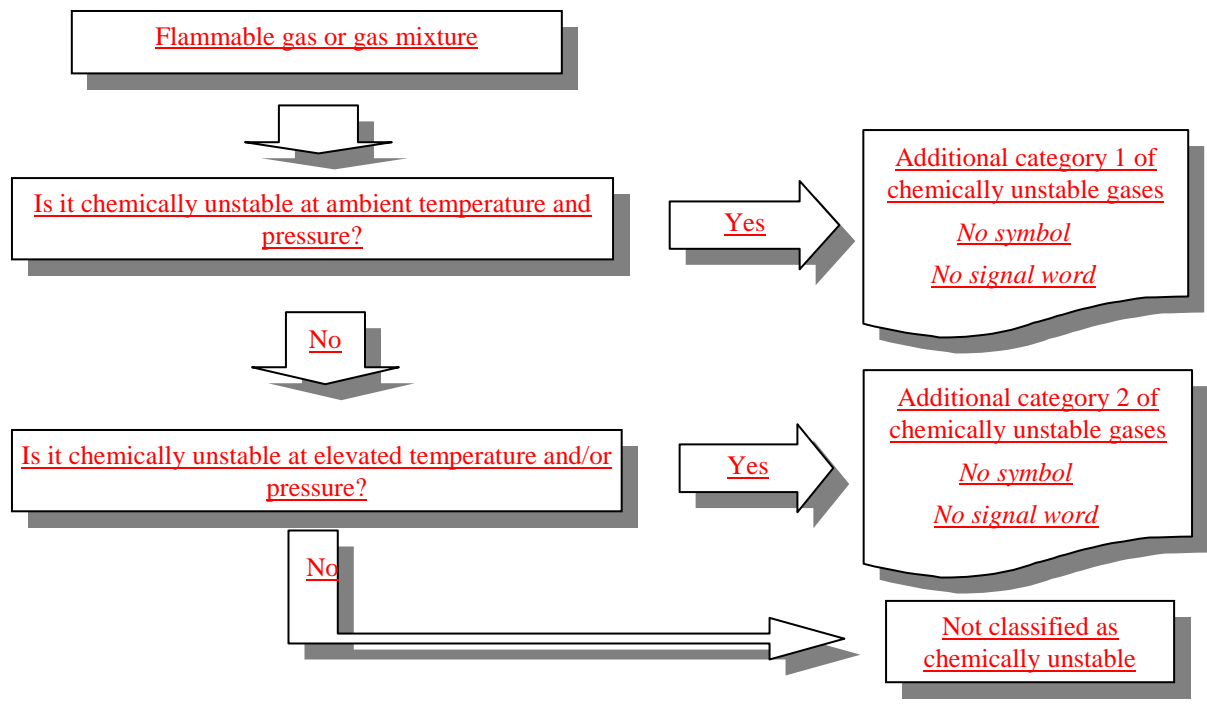 Flammable gas or gas mixture
Is it chemically unstable at ambient temperature and
pressure?
Yes
Additional category 1 of
chemically unstable gases
No symbol
No signal word
No
Is it chemically unstable at elevated temperature and/or
pressure?
Yes
Additional category 2 of
chemically unstable gases
No symbol
No signal word
No
Not classified as
chemically unstable